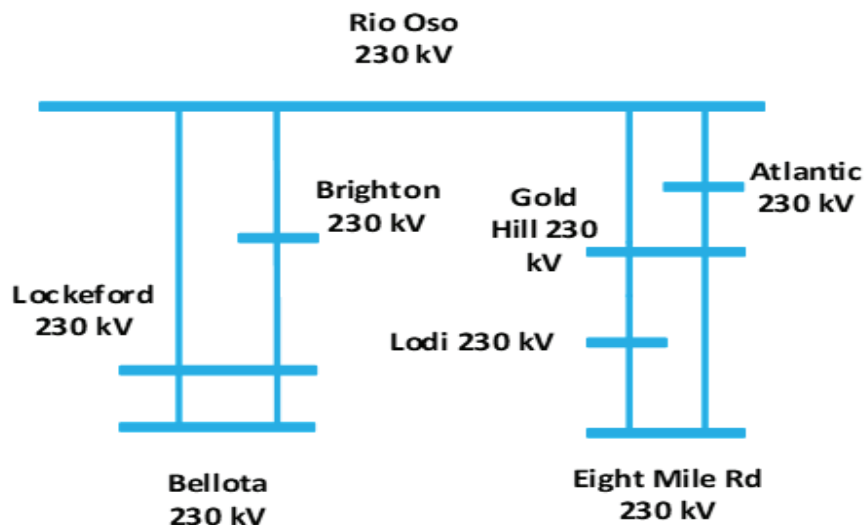 Rio Oso
230 kV
Brighton
230 kV
Gold
Hill 230
kV
Atlantic
230 kV
Lockeford
230 kV
Lodi 230 kV
Bellota
230 kV
Eight Mile Rd
230 kV